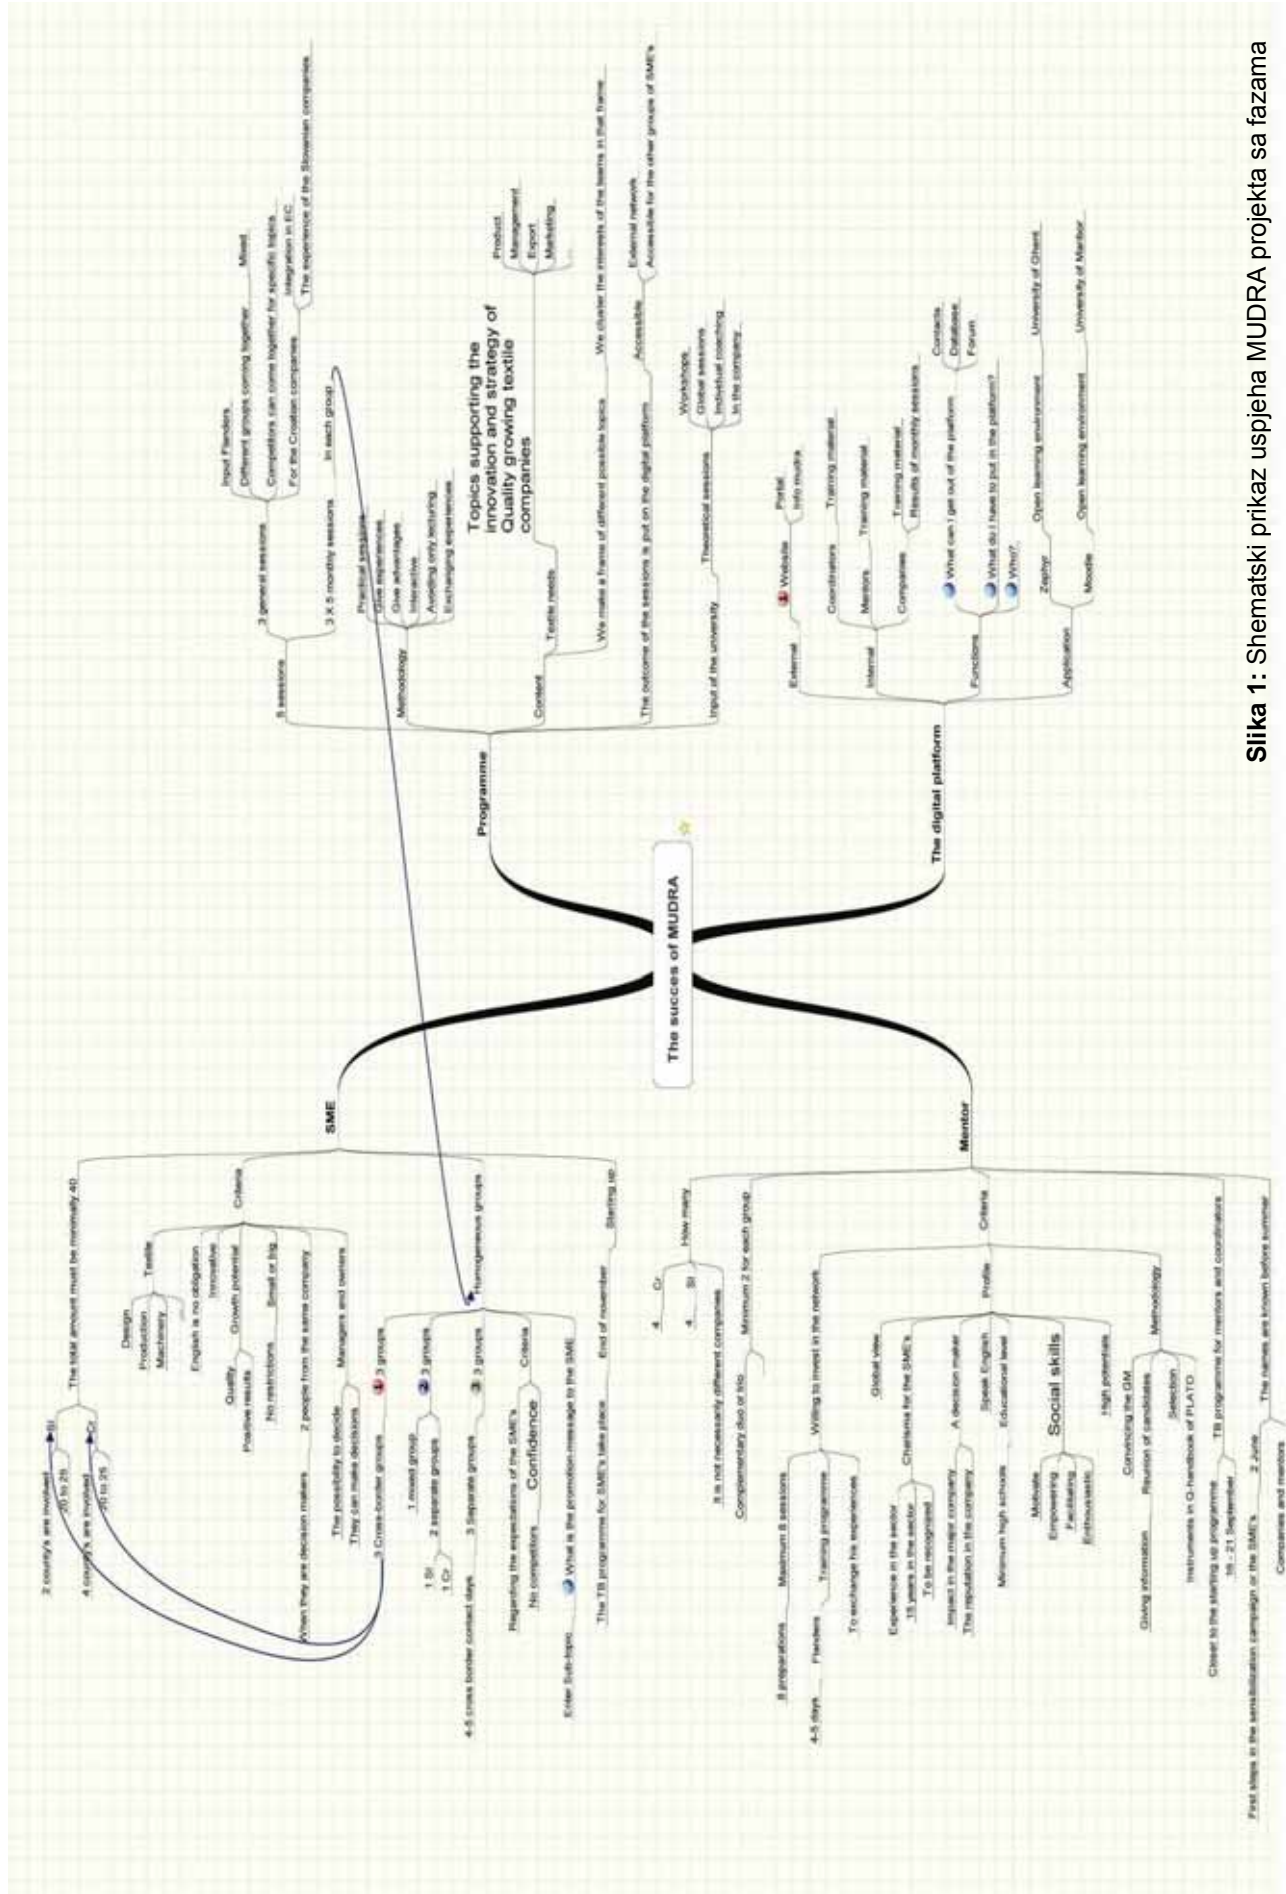 The succes of MUDRA
SME
The total amount must be minimally 40
Sl
2 county's are involved
20 to 25
Cr
4 county's are involved
20 to 25
Criteria
Textile
Design
Production
Machinery
English is no obligation
Innovative
Growth potential
Quality
Positive results
Small or big
No restrictions
2 people from the same company
When they are decision makers
Managers and owners
The possibility to decide
They can make decisions
Homogeneous groups
3 groups
3 Cross-border groups
3 groups
1 mixed group
2 separate groups
1 Sl
1 Cr
3 groups
3 Separate groups
4-5 cross border contact days
Criteria
Regarding the expectations of the SME's
Confidence
No competitors
What is the promotion message to the SME
Enter Sub-topic
Starting up
End of november
The TB programme for SME's take place
Programme
8 sessions
3 general sessions
Input Flanders
Different groups coming together
Mixed
Competitors can come together for specific topics
For the Croatian companies
Integration in EC
The experience of the Slovenian companies
3 X 5 monthly sessions
In each group
Methodology
Practical sessions
Give experiences
Give advantages
Interactive
Avoiding only lecturing
Exchanging experiences
Content
Textile needs
Topics supporting the
innovation and strategy of
Quality growing textile
companies
Product
Management
Export
Marketing
We make a frame of different possible topics
We cluster the interests of the teams in that frame
The outcome of the sessions is put on the digital platform
Accessible
External network
Accessible for the other groups of SME's
Input of the university
Theoretical sessions
Workshops
Global sessions
Individual coaching
In the company
Mentor
How many
4
Cr
4
Sl
It is not necessarily different companies
Minimum 2 for each group
Complementary duo or trio
Criteria
Willing to invest in the network
Maximum 8 sessions
8 preparations
Training programme
Flanders
4-5 days
To exchange his experiences
Profile
Global view
Charisma for the SME's
Experience in the sector
15 years in the sector
To be recognized
A decision maker
Impact in the major company
The reputation in the company
Speak English
Educational level
Minimum high schools
Social skills
Motivate
Empowering
Facilitating
Enthousiastic
High potentials
Methodology
Convincing the GM
Reunion of candidates
Giving information
Selection
Instruments in Q-handbook of PLATO
TB programme for mentors and coordinators
Closer to the starting up programme
16 - 21 September
The names are known before summer
2 June
First steps in the sensibilization campaign or the SME's
Companies and mentors
The digital platform
External
Website
Portal
Info mudra
Internal
Coordinators
Training material
Mentors
Training material
Companies
Training material
Results of monthly sessions
Functions
What can I get out of the platform
Contacts
Database
Forum
What do I have to put in the platform?
Who?
Application
Zephyr
Open learning environment
University of Ghent
Moodle
Open learning environment
University of Maribor
Slika 1: Shematski prikaz uspjeha MUDRA projekta sa fazama